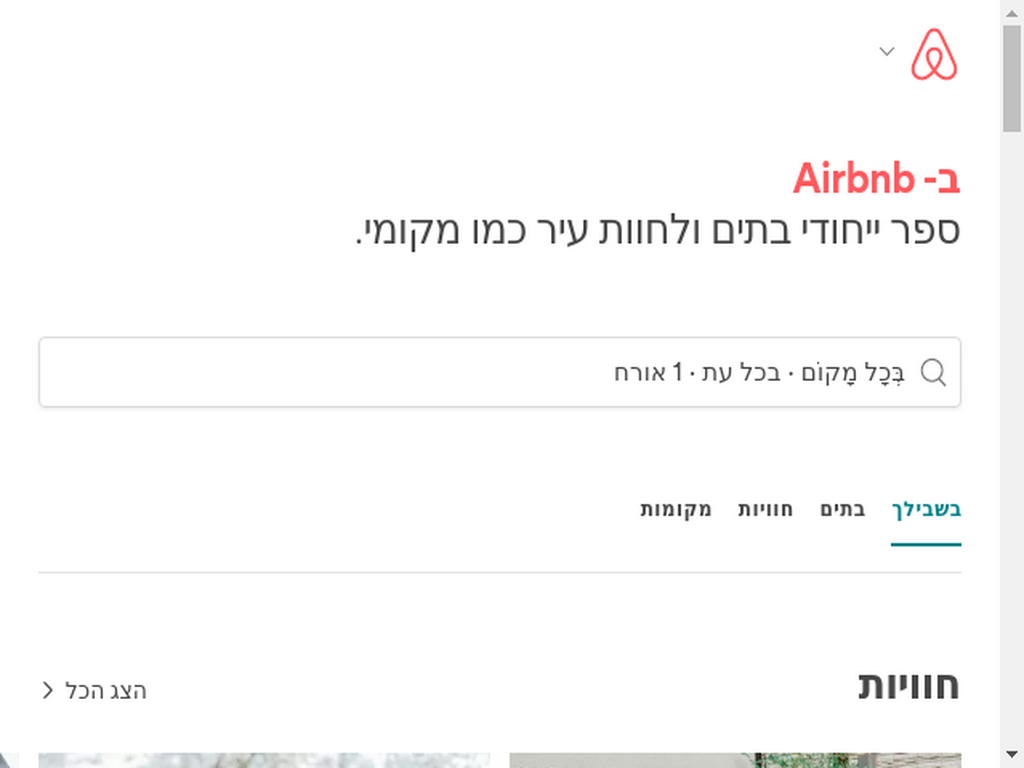 ב- Airbnb
ספר ייחודי בתים ולחוות עיר כמו מקומי.
בְּכָל מָקוֹם · בכל עת · 1 אורח
בשבילך
בתים
חוויות
מקומות
חוויות
הצג הכל